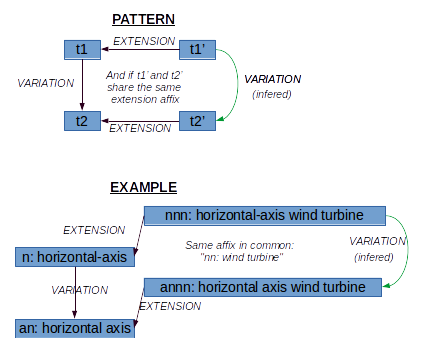 PATTERN
t1
EXTENSION
t1'
VARIATION
And if t1' and t2'
share the same
extension affix
VARIATION
(infered)
t2
EXTENSION
t2'
EXAMPLE
nnn: horizontal-axis wind turbine
EXTENSION
n: horizontal-axis
Same affix in common:
"nn: wind turbine"
VARIATION
(infered)
VARIATION
annn: horizontal axis wind turbine
EXTENSION
an: horizontal axis